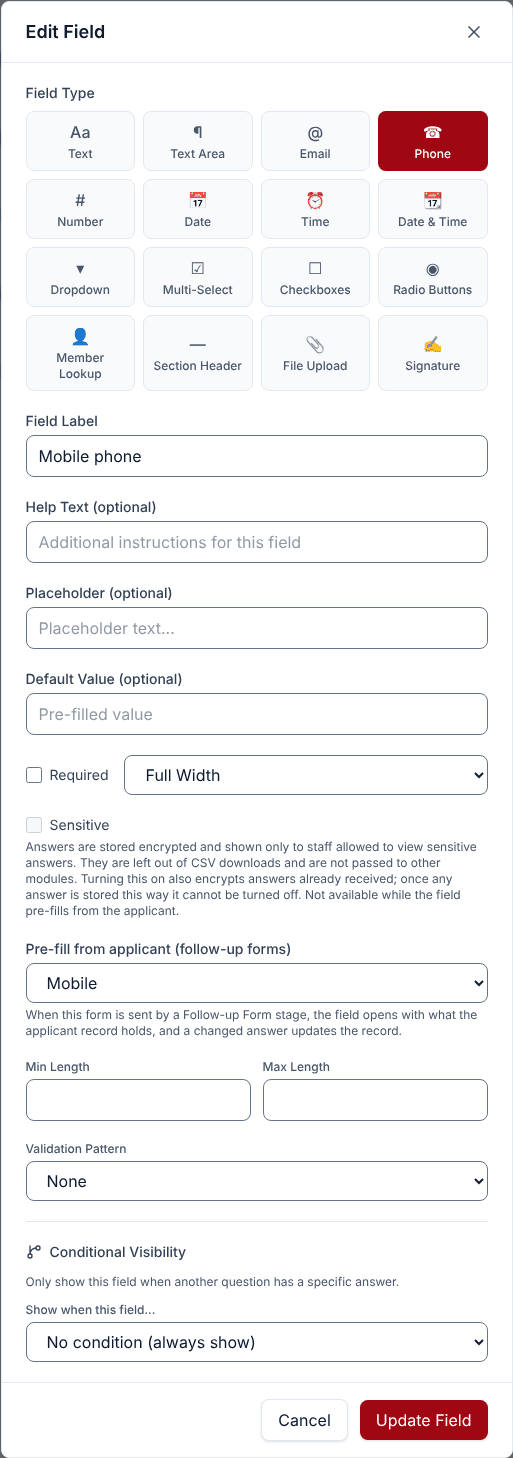 Edit Field
Field Type
Aa
Text
¶
Text Area
@
Email
Phone
#
Number
Date
Time
Date & Time
Dropdown
Multi-Select
Checkboxes
Radio Buttons
Member
Lookup
Section Header
File Upload
Signature
Field Label
Mobile phone
Help Text (optional)
Additional instructions for this field
Placeholder (optional)
Placeholder text...
Default Value (optional)
Pre-filled value
Required
Full Width
Sensitive
Answers are stored encrypted and shown only to staff allowed to view sensitive
answers. They are left out of CSV downloads and are not passed to other
modules. Turning this on also encrypts answers already received; once any
answer is stored this way it cannot be turned off. Not available while the field
pre-fills from the applicant.
Pre-fill from applicant (follow-up forms)
Mobile
When this form is sent by a Follow-up Form stage, the field opens with what the
applicant record holds, and a changed answer updates the record.
Min Length
Max Length
Validation Pattern
None
Conditional Visibility
Only show this field when another question has a specific answer.
Show when this field...
No condition (always show)
Cancel
Update Field